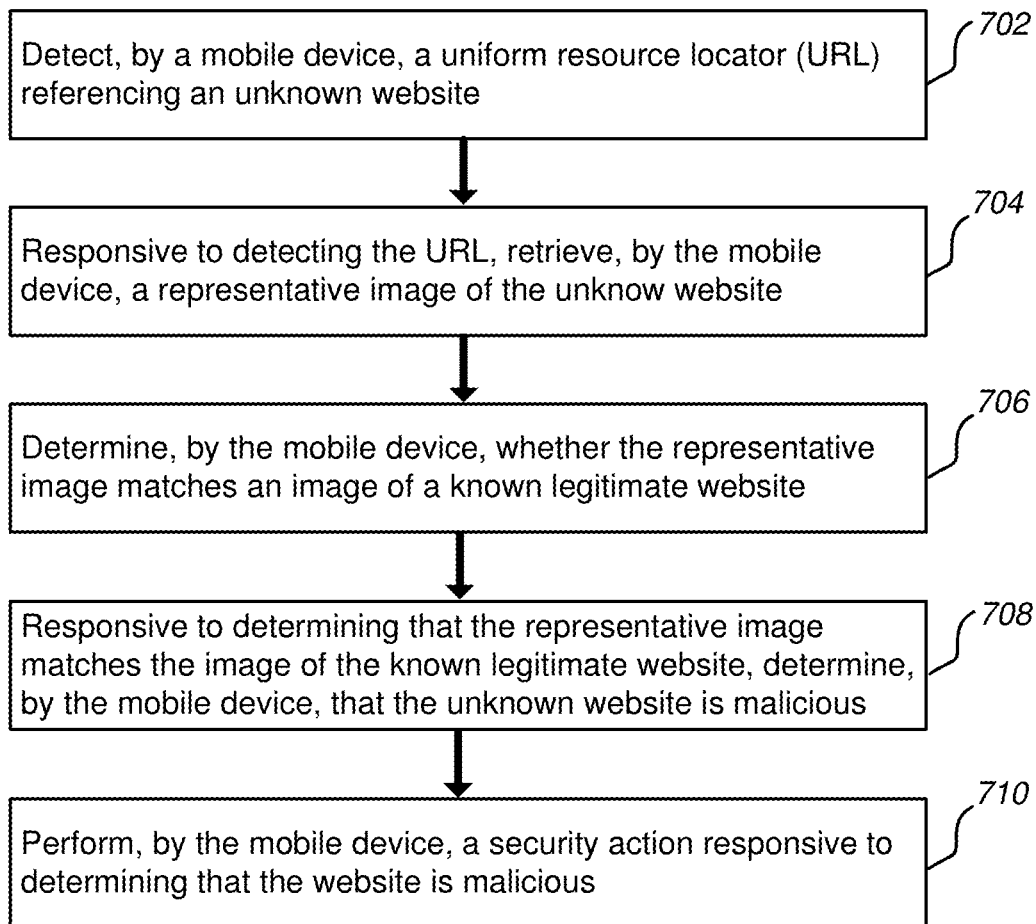 702
Detect, by a mobile device, a uniform resource locator (URL)
referencing an unknown website
704
Responsive to detecting the URL, retrieve, by the mobile
device, a representative image of the unknow website
706
Determine, by the mobile device, whether the representative
image matches an image of a known legitimate website
708
Responsive to determining that the representative image
matches the image of the known legitimate website, determine,
by the mobile device, that the unknown website is malicious
710
Perform, by the mobile device, a security action responsive to
determining that the website is malicious